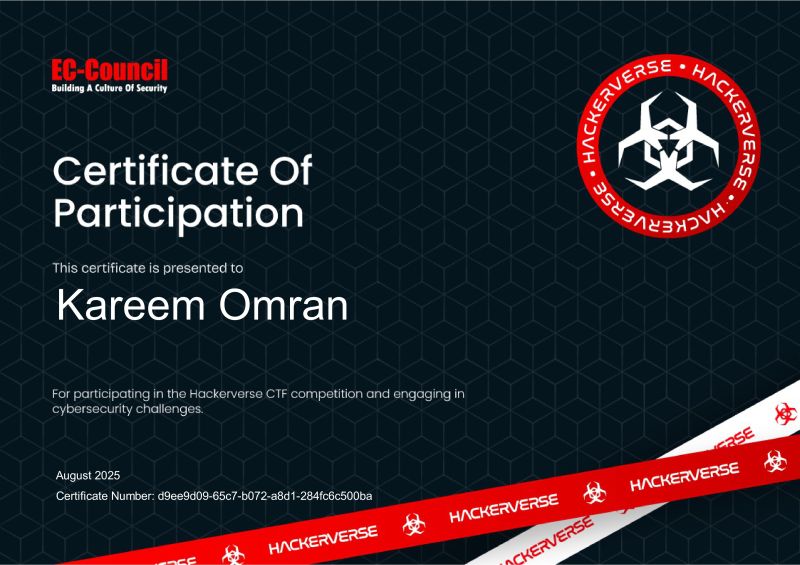 EC-Council
Building A Culture Of Security
HACKERVERSE • HACKERVERSE • HACKERVERSE • HACKERVERSE •
Certificate Of
Participation
This certificate is presented to
Kareem Omran
For participating in the Hackerverse CTF competition and engaging in
cybersecurity challenges.
August 2025
Certificate Number: d9ee9d09-65c7-b072-a8d1-284fc6c500ba
HACKERVERSE HACKERVERSE HACKERVERSE